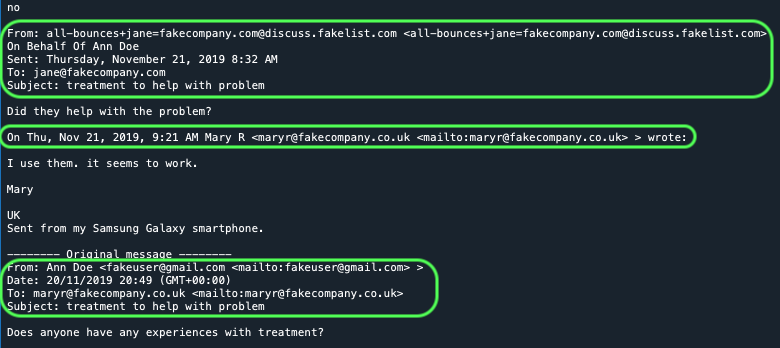 no
From: all-bounces+jane=fakecompany.com@discuss.fakelist.com <all-bounces+jane=fakecompany.com@discuss.fakelist.com>
On Behalf Of Ann Doe
Sent: Thursday, November 21, 2019 8:32 AM
To: jane@fakecompany.com
Subject: treatment to help with problem
Did they help with the problem?
On Thu, Nov 21, 2019, 9:21 AM Mary R <maryr@fakecompany.co.uk <mailto:maryr@fakecompany.co.uk> > wrote:
I use them. it seems to work.
Mary
UK
Sent from my Samsung Galaxy smartphone.
-------- Original message --------
From: Ann Doe <fakeuser@gmail.com <mailto:fakeuser@gmail.com> >
Date: 20/11/2019 20:49 (GMT+00:00)
To: maryr@fakecompany.co.uk <mailto:maryr@fakecompany.co.uk>
Subject: treatment to help with problem
Does anyone have any experiences with treatment?